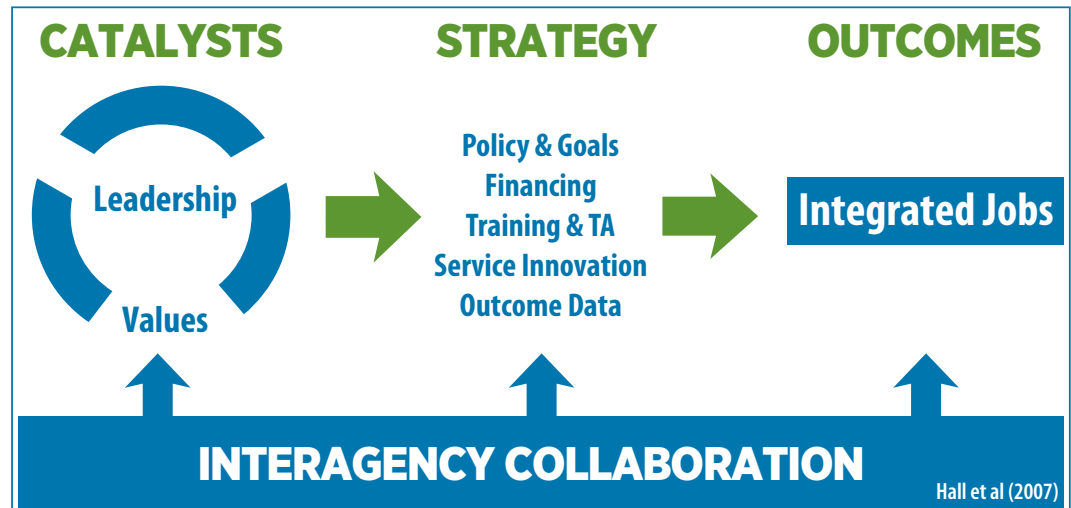 CATALYSTS
Leadership
Values
STRATEGY
Policy & Goals
Financing
Training & TA
Service Innovation
Outcome Data
OUTCOMES
Integrated Jobs
INTERAGENCY COLLABORATION
Hall et al (2007)